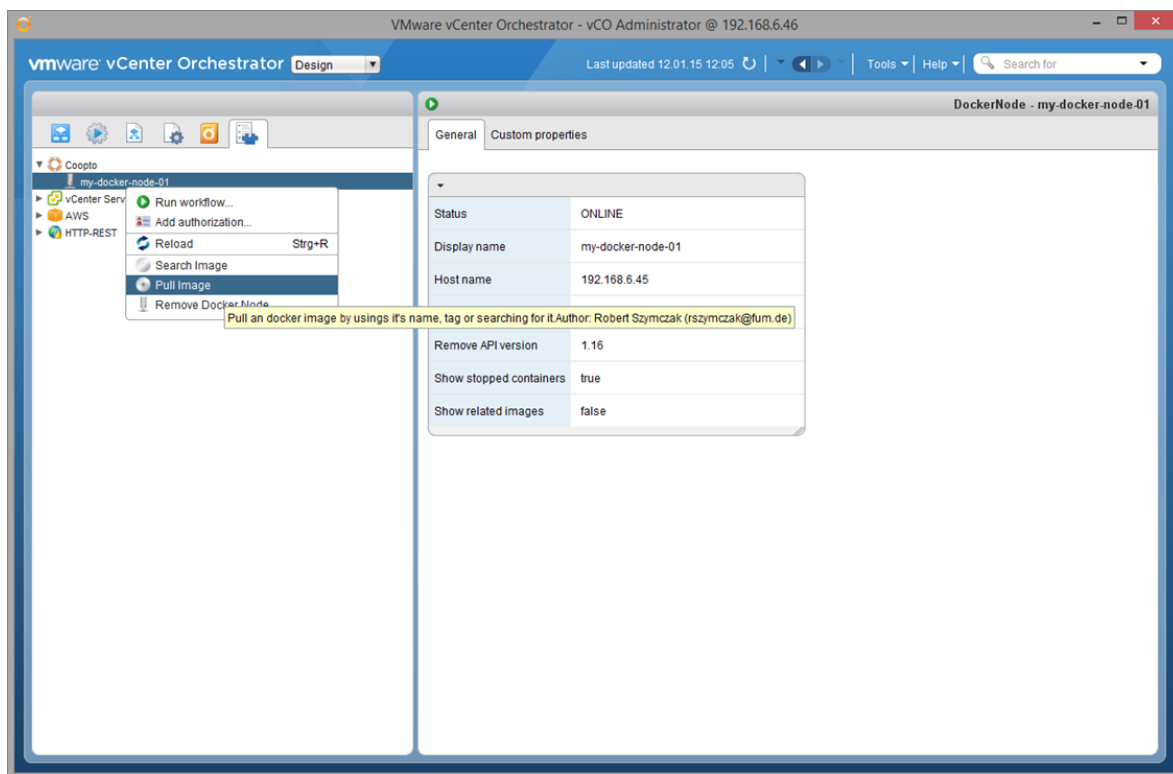 VMware vCenter Orchestrator - vCO Administrator @ 192.168.6.46
vmware vCenter Orchestrator Design
Last updated 12.01.15 12:05
Tools
Help
Search for
DockerNode - my-docker-node-01
General Custom properties
Coopto
my-docker-node-01
vCenter Serv
AWS
HTTP-REST
Run workflow...
Add authorization...
Reload Strg+R
Search Image
Pull Image
Remove Docker Node
Pull an docker image by usings it's name, tag or searching for it.Author: Robert Szymczak (rszymczak@fum.de)
Status ONLINE
Display name my-docker-node-01
Host name 192.168.6.45
Remove API version 1.16
Show stopped containers true
Show related images false